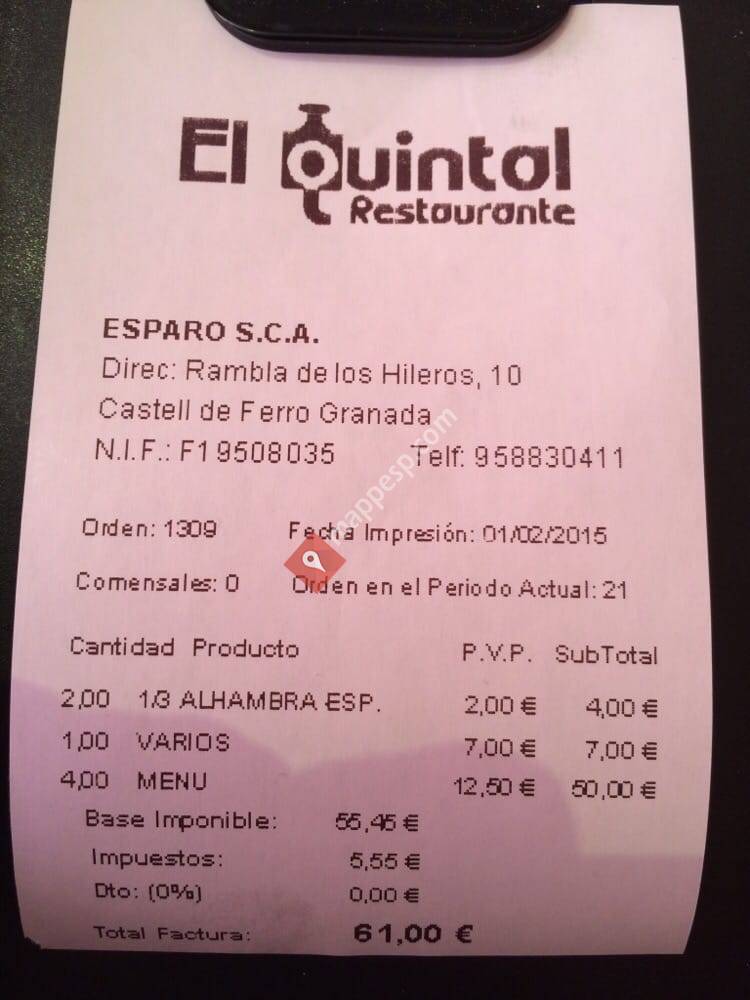 El Quintal
Restaurante
ESPARO S.C.A.
Direc: Rambla de los Hileros, 10
Castell de Ferro Granada
N.I.F.: F19508035 Telf: 958830411
Orden: 1309 Fecha Impresión: 01/02/2015
Comensales: 0 Orden en el Periodo Actual: 21
Cantidad Producto P.V.P. SubTotal
2,00 1/3 ALHAMBRA ESP. 2,00 € 4,00 €
1,00 VARIOS 7,00 € 7,00 €
4,00 MENU 12,50 € 50,00 €
Base Imponible: 55,45 €
Impuestos: 5,55 €
Dto: (0%) 0,00 €
Total Factura: 61,00 €
mappesp.com